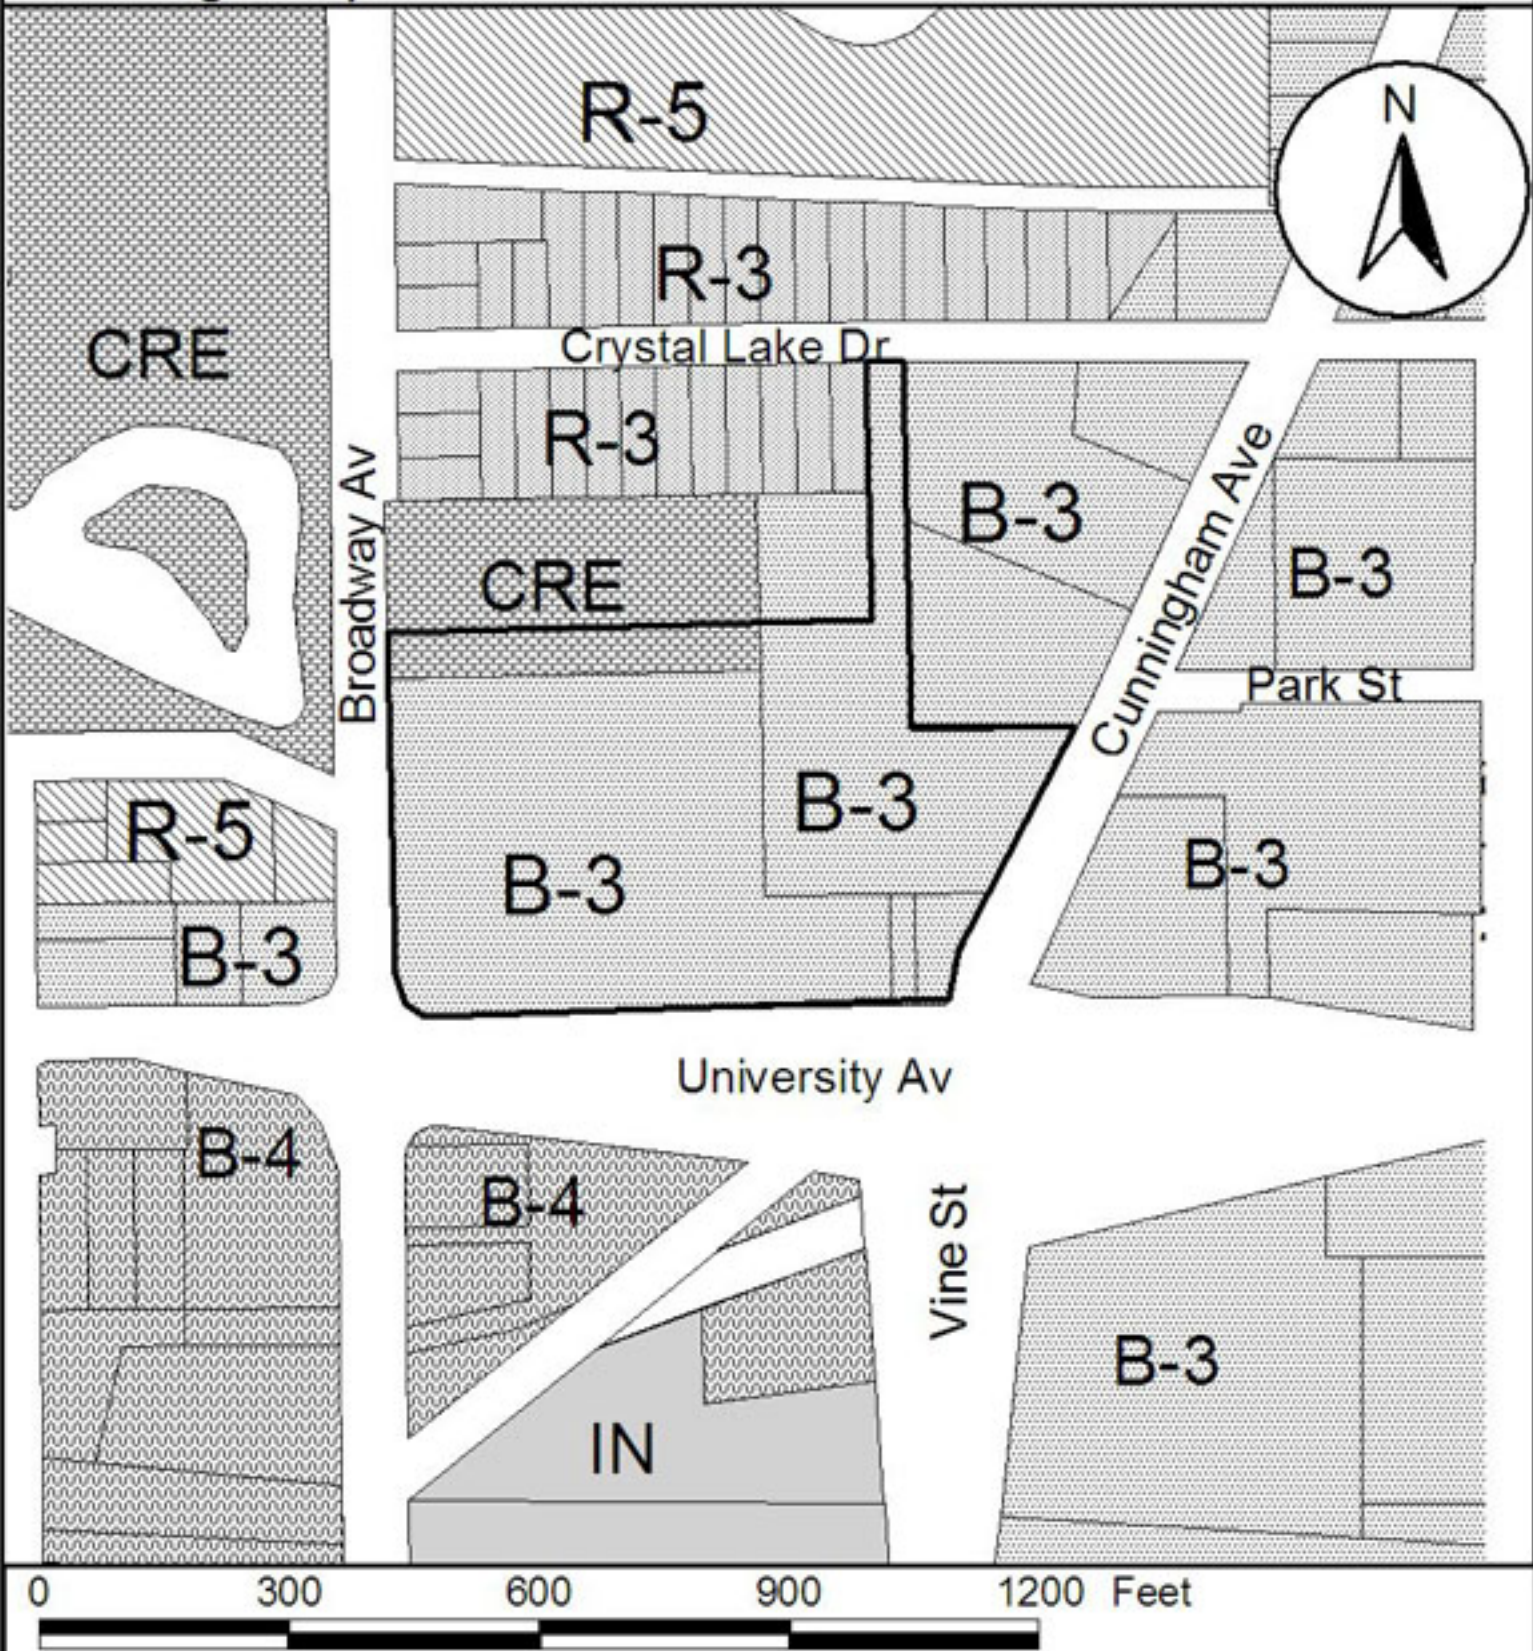 R-5
N
R-3
CRE
Crystal Lake Dr
R-3
Broadway Av
B-3
Cunningham Ave
B-3
CRE
Park St
B-3
R-5
B-3
B-3
B-3
University Av
B-4
B-4
Vine St
B-3
IN
0 300 600 900 1200 Feet